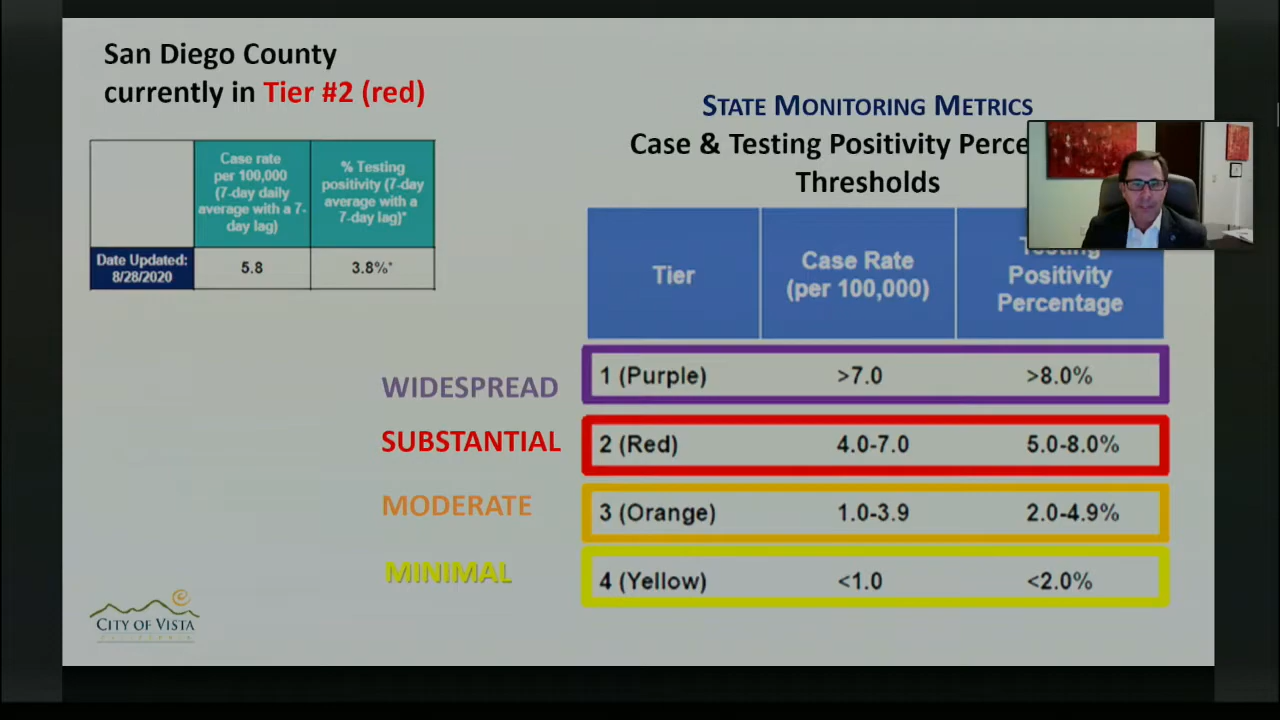 San Diego County
currently in Tier #2 (red)
Case rate
per 100,000
(7-day daily
average with a 7-
day lag)
% Testing
positivity (7-day
average with a
7-day lag)*
Date Updated:
8/28/2020
5.8
3.8%*
STATE MONITORING METRICS
Case & Testing Positivity Perce
Thresholds
Tier
Case Rate
(per 100,000)
Testing
Positivity
Percentage
WIDESPREAD
1 (Purple) >7.0 >8.0%
SUBSTANTIAL
2 (Red) 4.0-7.0 5.0-8.0%
MODERATE
3 (Orange) 1.0-3.9 2.0-4.9%
MINIMAL
4 (Yellow) <1.0 <2.0%
CITY OF VISTA
CALIFORNIA